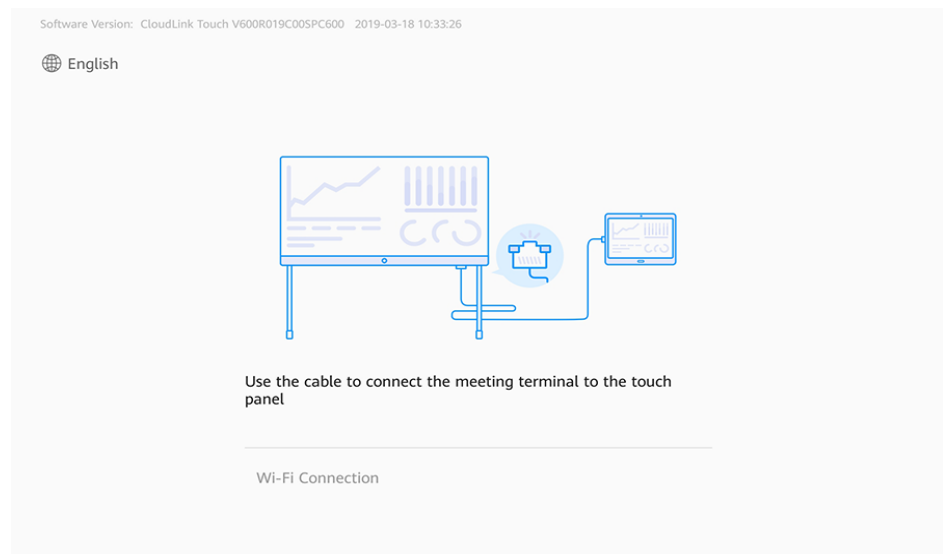 Software Version: CloudLink Touch V600R019C00SPC600 2019-03-18 10:33:26
English
Use the cable to connect the meeting terminal to the touch
panel
Wi-Fi Connection